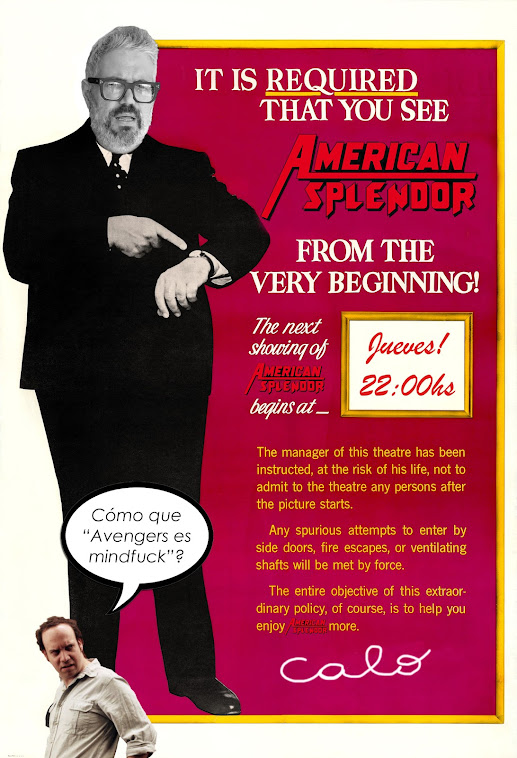 IT IS REQUIRED
THAT YOU SEE
AMERICAN
SPLENDOR
FROM THE
VERY BEGINNING!
The next
showing of
AMERICAN
SPLENDOR
begins at _
Jueves!
22:00hs
The manager of this theatre has been
instructed, at the risk of his life, not to
admit to the theatre any persons after
the picture starts.
Any spurious attempts to enter by
side doors, fire escapes, or ventilating
shafts will be met by force.
The entire objective of this extraor-
dinary policy, of course, is to help you
enjoy AMERICAN SPLENDOR more.
calo
Cómo que
“Avengers es
mindfuck”?